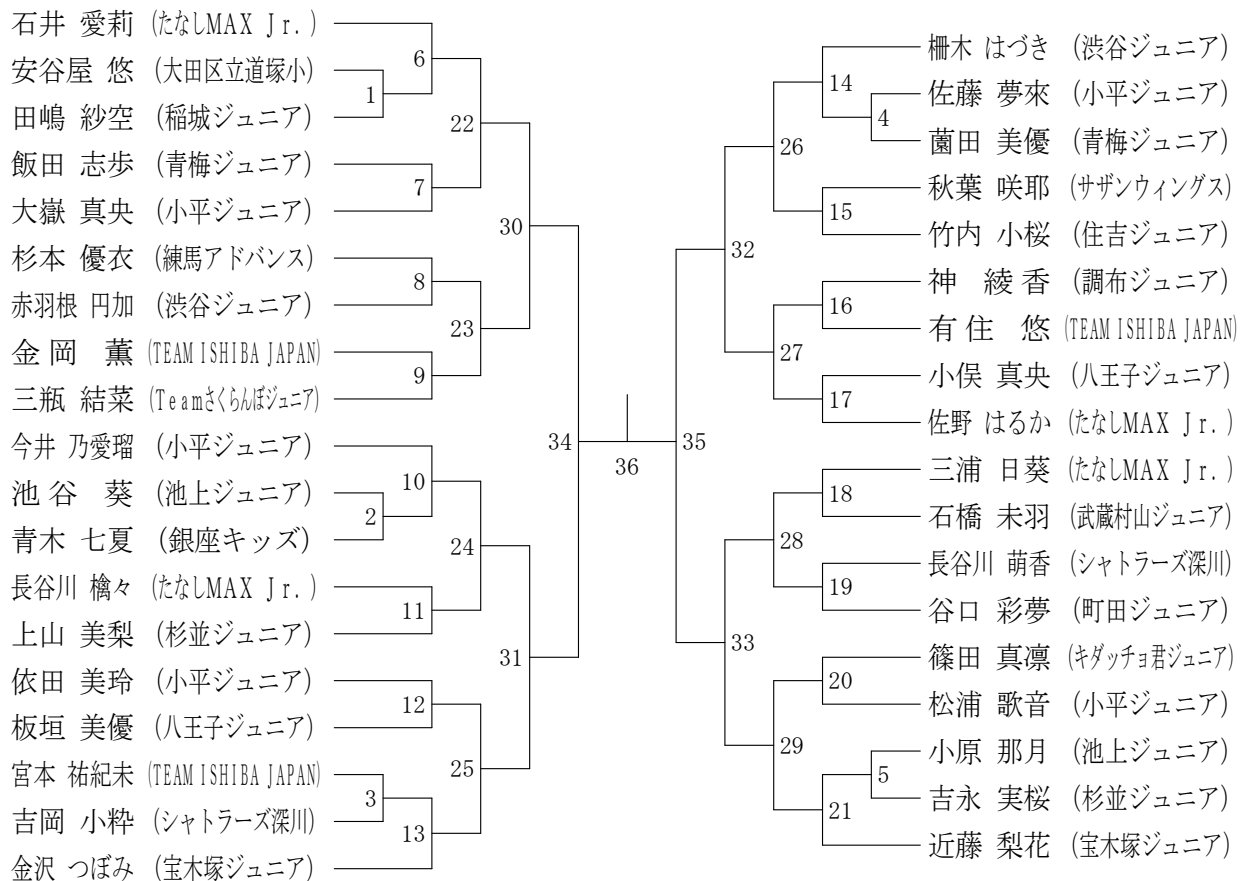 石井 愛莉 (たなしMAX Jr.)
安谷屋 悠 (大田区立道塚小)
田嶋 紗空 (稲城ジュニア)
飯田 志歩 (青梅ジュニア)
大嶽 真央 (小平ジュニア)
杉本 優衣 (練馬アドバンス)
赤羽根 円加 (渋谷ジュニア)
金岡 薫 (TEAM ISHIBA JAPAN)
三瓶 結菜 (Teamさくらんぼジュニア)
今井 乃愛瑠 (小平ジュニア)
池谷 葵 (池上ジュニア)
青木 七夏 (銀座キッズ)
長谷川 檎々 (たなしMAX Jr.)
上山 美梨 (杉並ジュニア)
依田 美玲 (小平ジュニア)
板垣 美優 (八王子ジュニア)
宮本 祐紀未 (TEAM ISHIBA JAPAN)
吉岡 小粋 (シャトラーズ深川)
金沢 つぼみ (宝木塚ジュニア)
1
2
3
6
7
8
9
10
11
12
13
22
23
24
25
30
31
34
36
35
32
33
26
27
28
29
14
15
16
17
18
19
20
21
4
5
柵木 はづき (渋谷ジュニア)
佐藤 夢來 (小平ジュニア)
薗田 美優 (青梅ジュニア)
秋葉 咲耶 (サザンウィングス)
竹内 小桜 (住吉ジュニア)
神 綾香 (調布ジュニア)
有住 悠 (TEAM ISHIBA JAPAN)
小俣 真央 (八王子ジュニア)
佐野 はるか (たなしMAX Jr.)
三浦 日葵 (たなしMAX Jr.)
石橋 未羽 (武蔵村山ジュニア)
長谷川 萌香 (シャトラーズ深川)
谷口 彩夢 (町田ジュニア)
篠田 真凛 (キダッチョ君ジュニア)
松浦 歌音 (小平ジュニア)
小原 那月 (池上ジュニア)
吉永 実桜 (杉並ジュニア)
近藤 梨花 (宝木塚ジュニア)